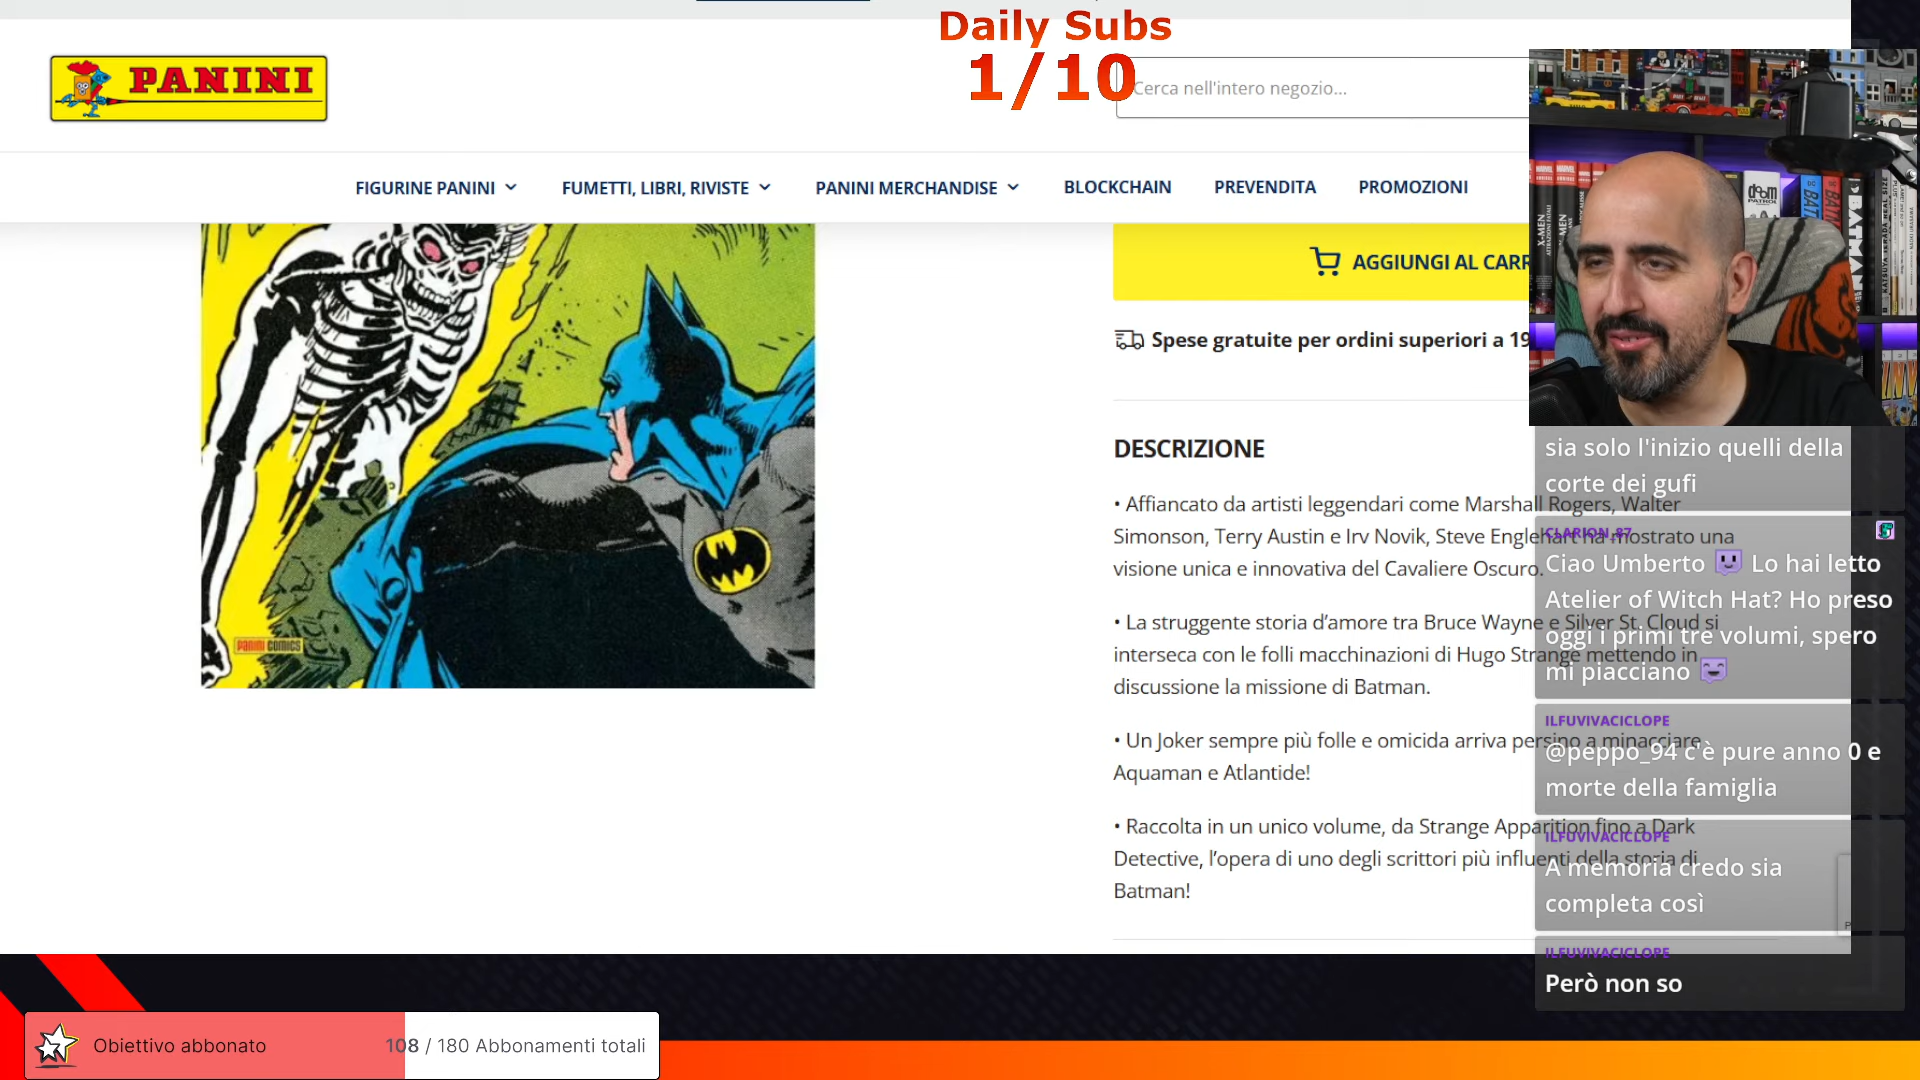 Daily Subs
1/10
PANINI
Cerca nell'intero negozio...
FIGURINE PANINI
FUMETTI, LIBRI, RIVISTE
PANINI MERCHANDISE
BLOCKCHAIN
PREVENDITA
PROMOZIONI
PANINI COMICS
AGGIUNGI AL CARR
Spese gratuite per ordini superiori a 19
DESCRIZIONE
• Affiancato da artisti leggendari come Marshall Rogers, Walter
Simonson, Terry Austin e Irv Novik, Steve Englehart ha mostrato una
visione unica e innovativa del Cavaliere Oscuro.
• La struggente storia d'amore tra Bruce Wayne e Silver St. Cloud si
interseca con le folli macchinazioni di Hugo Strange mettendo in
discussione la missione di Batman.
• Un Joker sempre più folle e omicida arriva persino a minacciare
Aquaman e Atlantide!
• Raccolta in un unico volume, da Strange Apparition fino a Dark
Detective, l'opera di uno degli scrittori più influenti della storia di
Batman!
X-MEN
X-MEN
DOOM
PATROL
BATMAN
sia solo l'inizio quelli della
corte dei gufi
CLARION_87
Ciao Umberto Lo hai letto
Atelier of Witch Hat? Ho preso
oggi i primi tre volumi, spero
mi piacciano
ILFUVIVACICLOPE
@peppo_94 c'è pure anno 0 e
morte della famiglia
ILFUVIVACICLOPE
A memoria credo sia
completa così
ILFUVIVACICLOPE
Però non so
Obiettivo abbonato
108 / 180 Abbonamenti totali